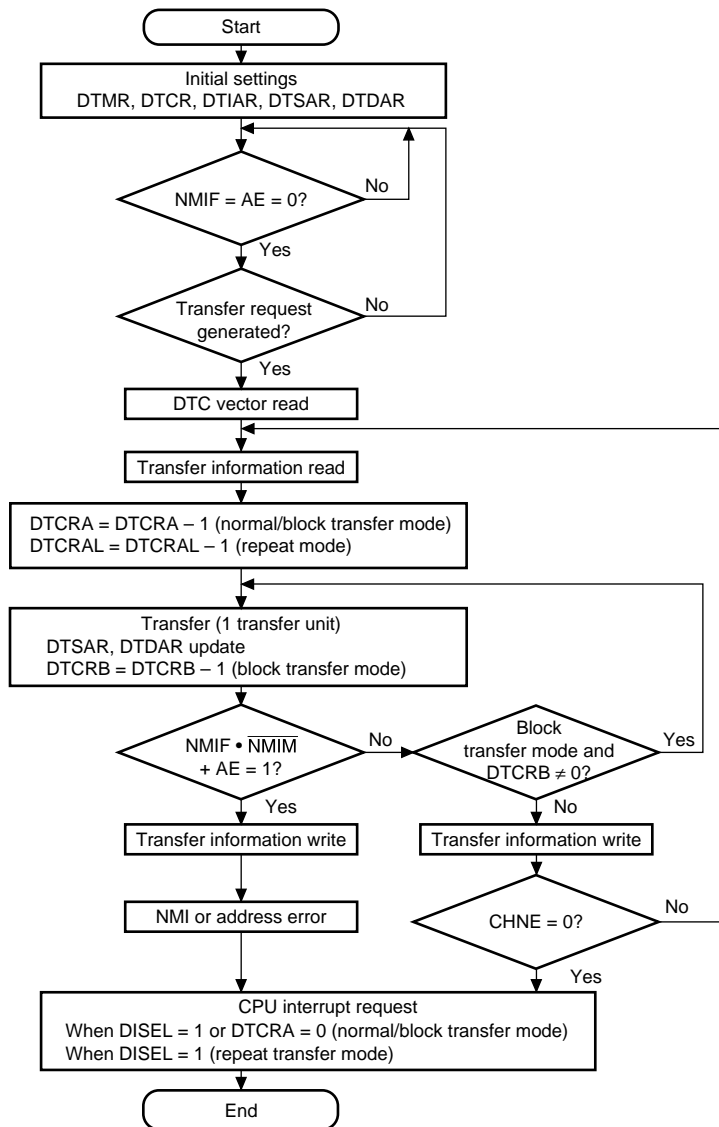 Start
Initial settings
DTMR, DTCR, DTIAR, DTSAR, DTDAR
NMIF = AE = 0?
No
Yes
Transfer request
generated?
No
Yes
DTC vector read
Transfer information read
DTCRA = DTCRA – 1 (normal/block transfer mode)
DTCRAL = DTCRAL – 1 (repeat mode)
Transfer (1 transfer unit)
DTSAR, DTDAR update
DTCRB = DTCRB – 1 (block transfer mode)
NMIF • N̅M̅I̅M̅
+ AE = 1?
No
Yes
Block
transfer mode and
DTCRB ≠ 0?
Yes
No
Transfer information write
Transfer information write
NMI or address error
CHNE = 0?
No
Yes
CPU interrupt request
When DISEL = 1 or DTCRA = 0 (normal/block transfer mode)
When DISEL = 1 (repeat transfer mode)
End